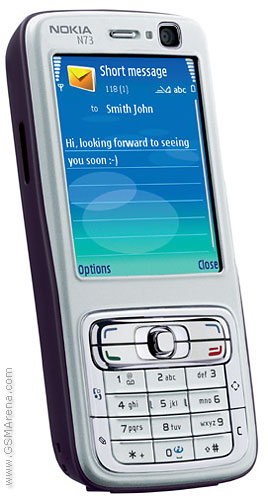 NOKIA
N73
Short message
118 (1)
abc
to Smith John
Hi, looking forward to seeing
you soon :-)
Options Close
1 2 abc def 3
4 ghi 5 jkl mno 6
7 pqrs 8 tuv wxyz 9
* + 0 ⇧ #
www.GSMArena.com